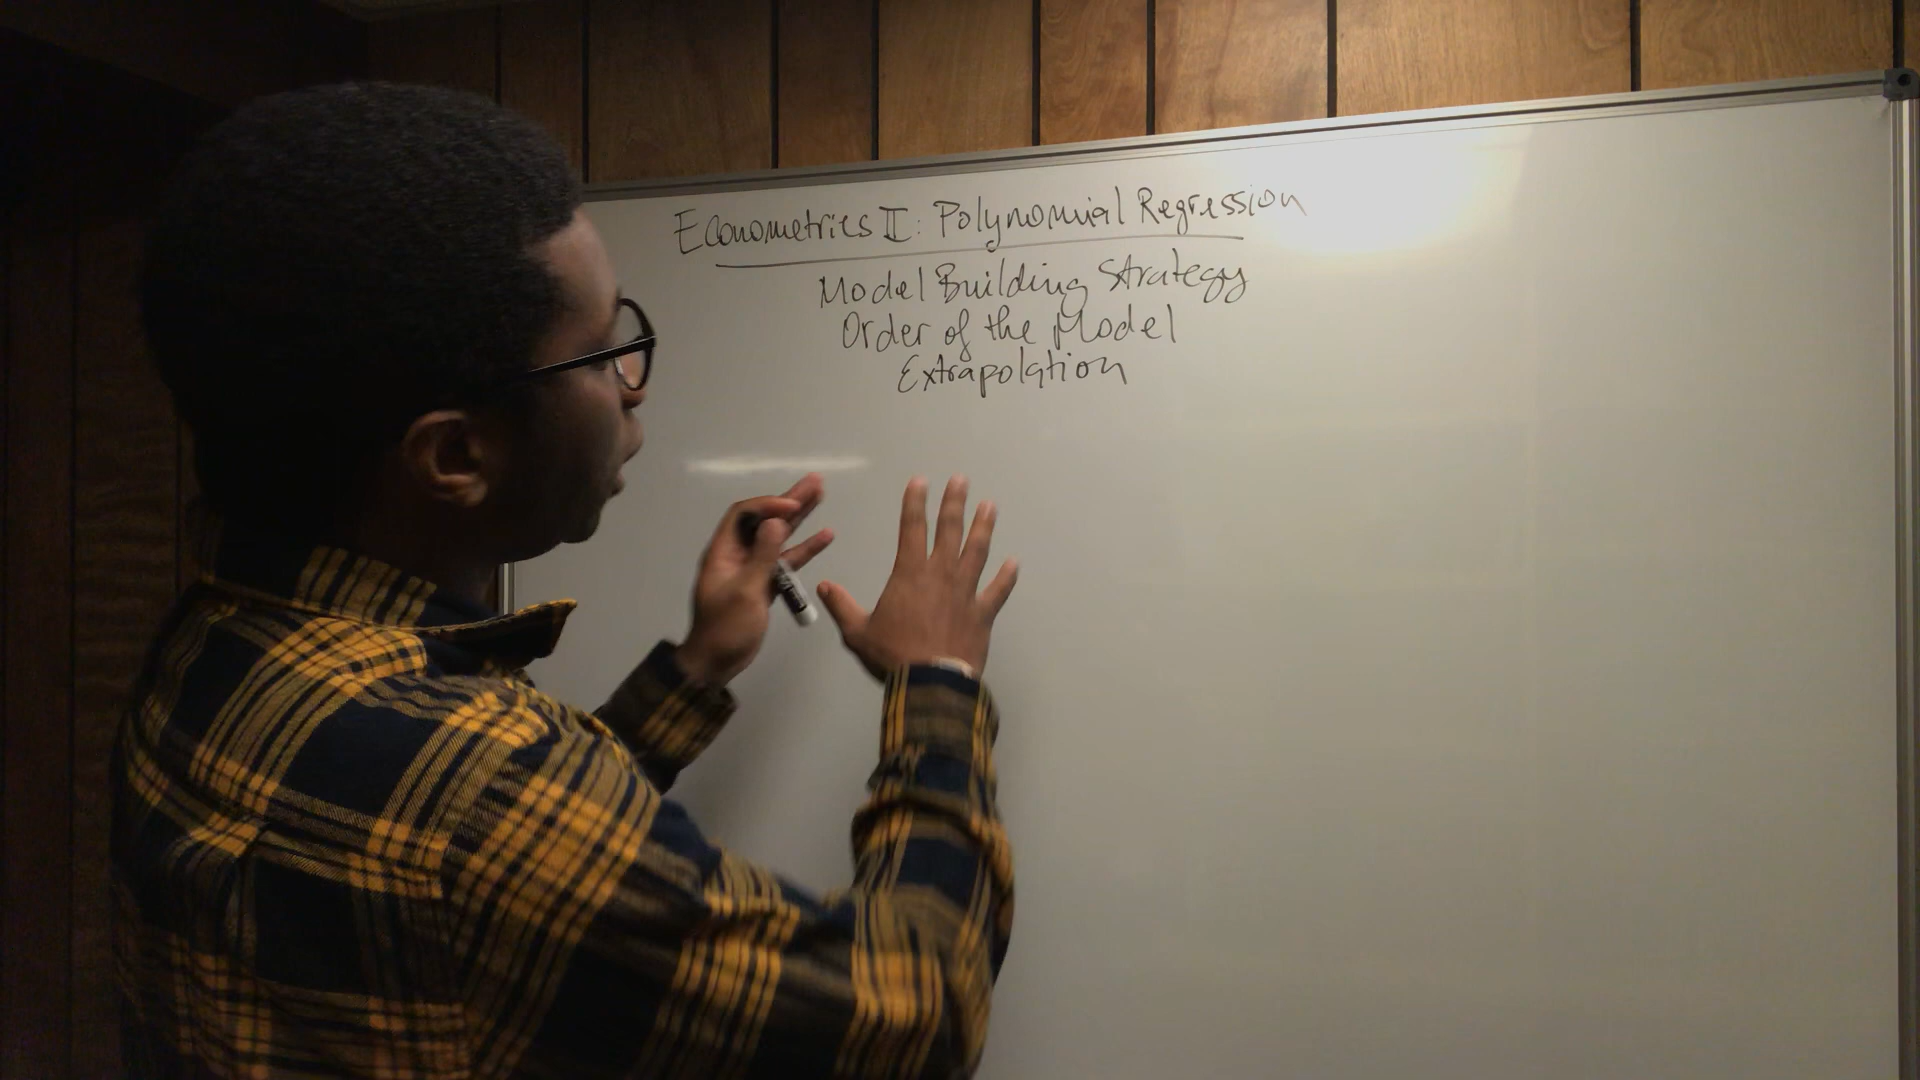 Econometrics II: Polynomial Regression
Model Building Strategy
Order of the Model
Extrapolation